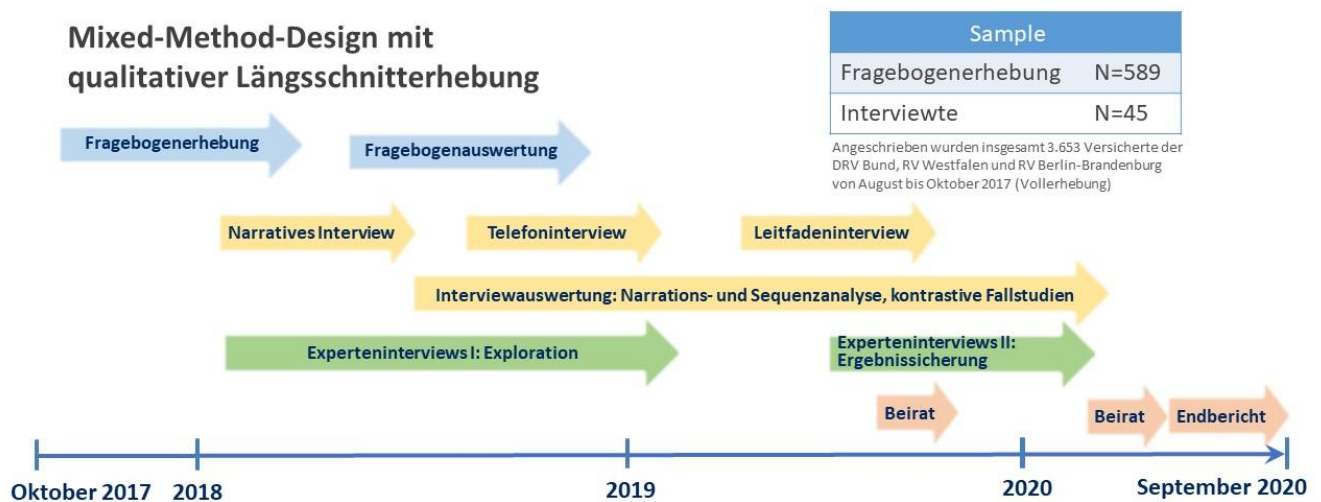 Mixed-Method-Design mit
qualitativer Längsschnitterhebung
Sample
Fragebogenerhebung N=589
Interviewte N=45
Angeschrieben wurden insgesamt 3.653 Versicherte der
DRV Bund, RV Westfalen und RV Berlin-Brandenburg
von August bis Oktober 2017 (Vollerhebung)
Fragebogenerhebung
Fragebogenauswertung
Narratives Interview
Telefoninterview
Leitfadeninterview
Interviewauswertung: Narrations- und Sequenzanalyse, kontrastive Fallstudien
Experteninterviews I: Exploration
Experteninterviews II:
Ergebnissicherung
Beirat
Beirat
Endbericht
Oktober 2017
2018
2019
2020
September 2020